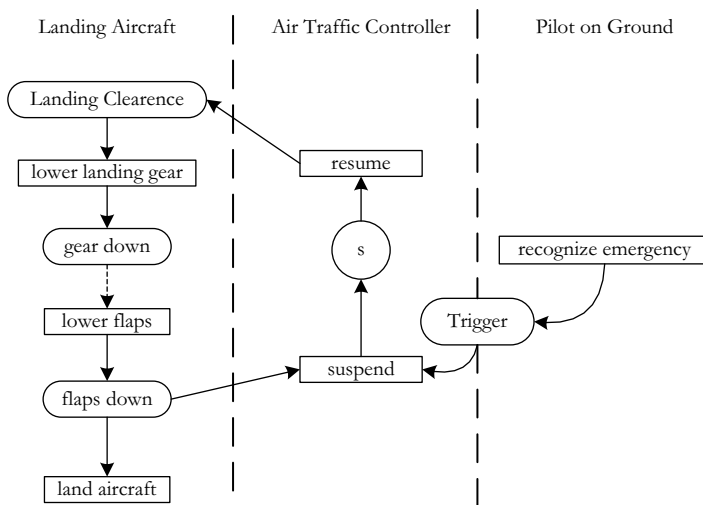 Landing Aircraft
Air Traffic Controller
Pilot on Ground
Landing Clearence
lower landing gear
resume
gear down
s
recognize emergency
lower flaps
Trigger
suspend
flaps down
land aircraft